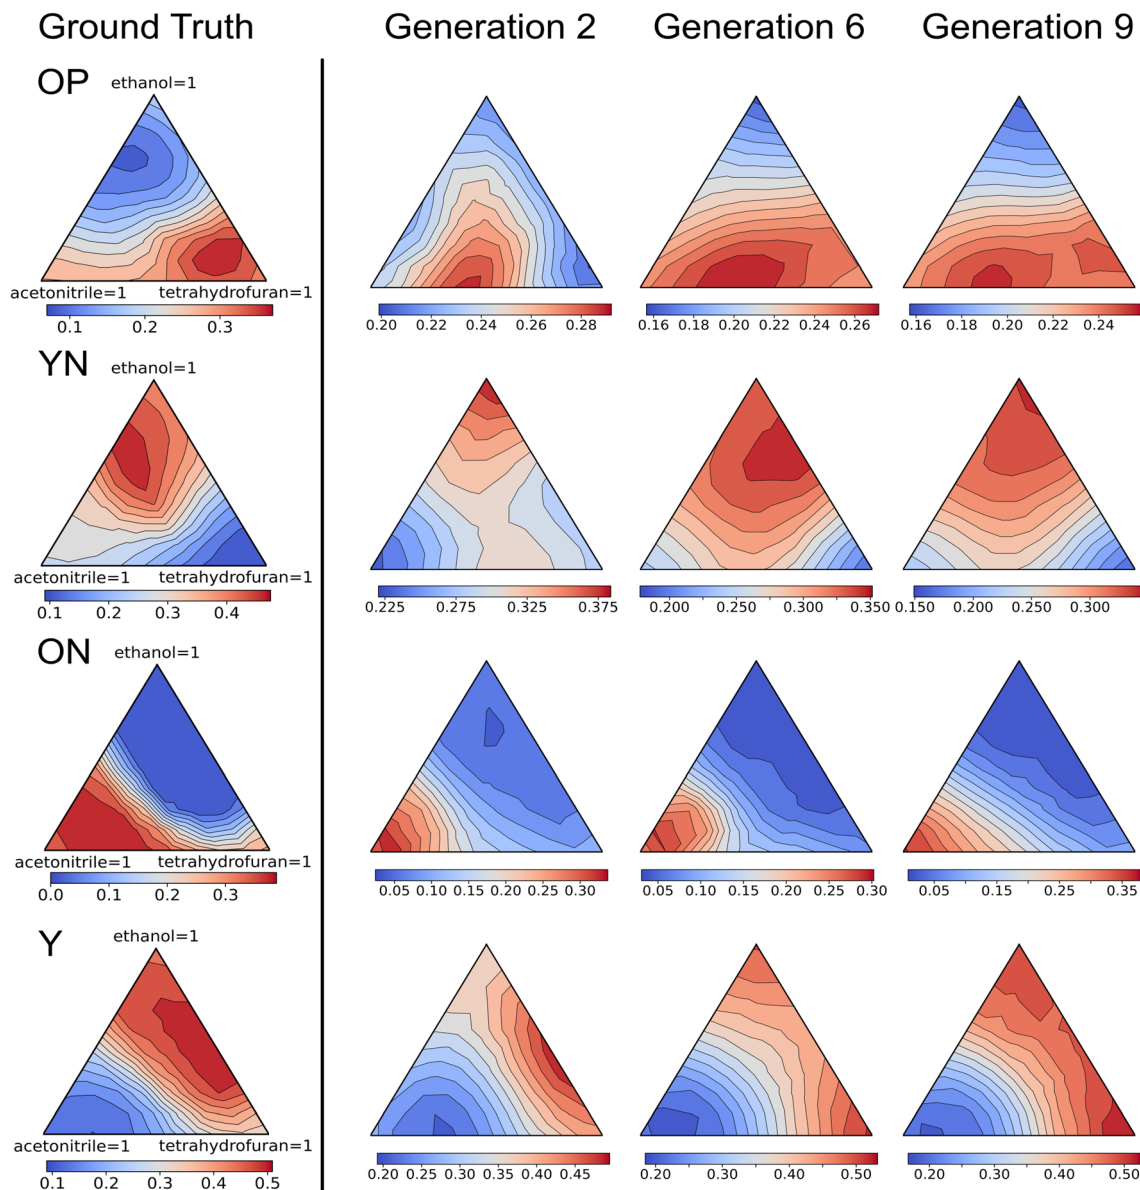 Ground Truth Generation 2 Generation 6 Generation 9
OP
ethanol=1
acetonitrile=1 tetrahydrofuran=1
0.1 0.2 0.3
0.20 0.22 0.24 0.26 0.28
0.16 0.18 0.20 0.22 0.24 0.26
0.16 0.18 0.20 0.22 0.24
YN
ethanol=1
acetonitrile=1 tetrahydrofuran=1
0.1 0.2 0.3 0.4
0.225 0.275 0.325 0.375
0.200 0.250 0.300 0.350
0.150 0.200 0.250 0.300
ON
ethanol=1
acetonitrile=1 tetrahydrofuran=1
0.0 0.1 0.2 0.3
0.05 0.10 0.15 0.20 0.25 0.30
0.05 0.10 0.15 0.20 0.25 0.30
0.05 0.15 0.25 0.35
Y
ethanol=1
acetonitrile=1 tetrahydrofuran=1
0.1 0.2 0.3 0.4 0.5
0.20 0.25 0.30 0.35 0.45
0.20 0.30 0.40 0.50
0.20 0.30 0.40 0.50